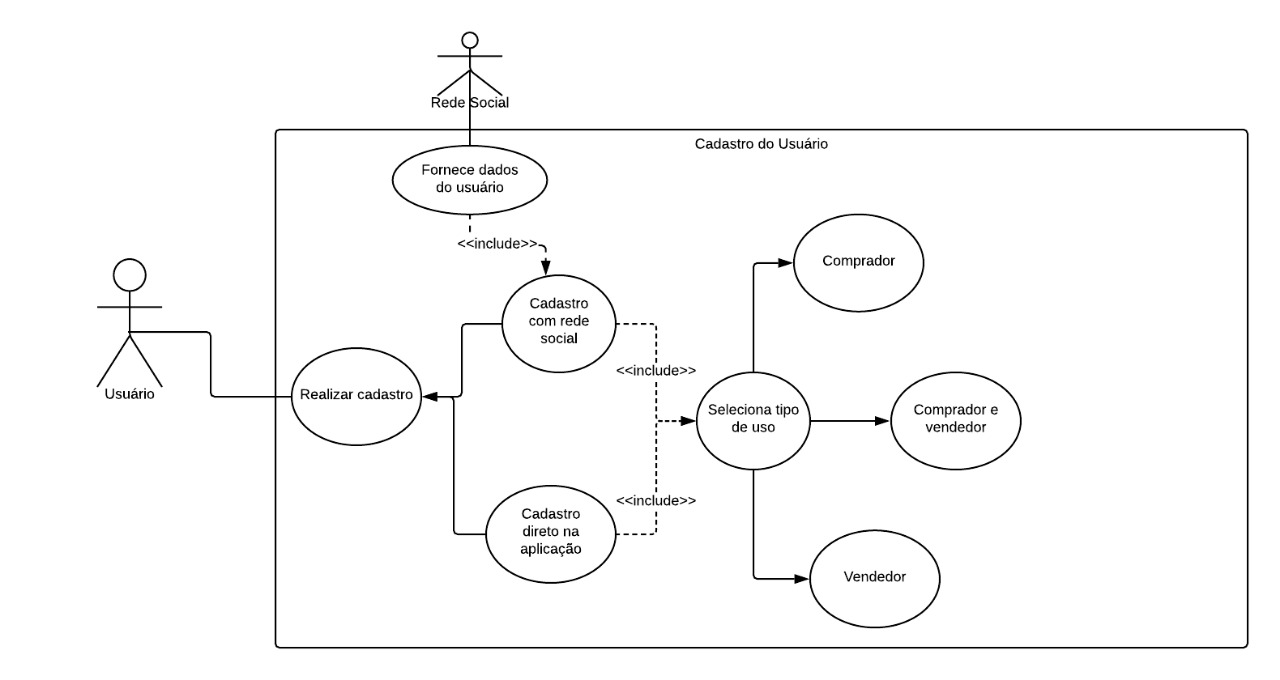 Rede Social
Cadastro do Usuário
Fornece dados
do usuário
<<include>>
Comprador
Cadastro
com rede
social
<<include>>
Usuário
Realizar cadastro
Seleciona tipo
de uso
Comprador e
vendedor
<<include>>
Cadastro
direto na
aplicação
Vendedor